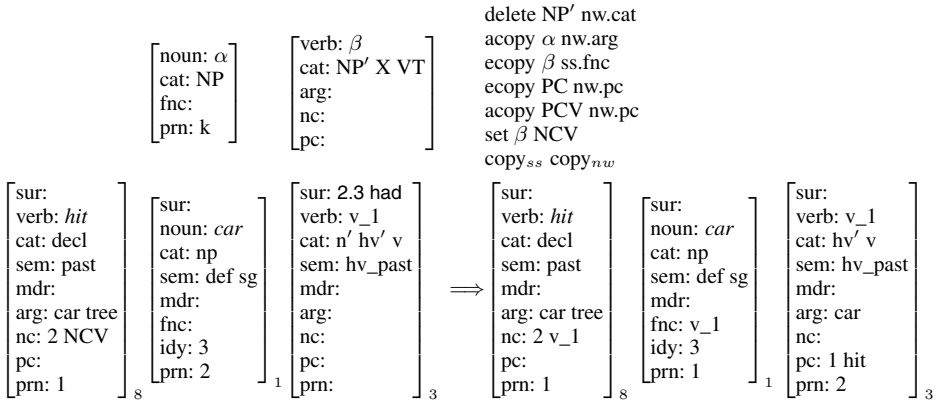 delete NP′ nw.cat
acopy α nw.arg
ecopy β ss.fnc
ecopy PC nw.pc
acopy PCV nw.pc
set β NCV
copy_ss copy_nw
noun: α
cat: NP
fnc:
prn: k
verb: β
cat: NP′ X VT
arg:
nc:
pc:
sur:
verb: hit
cat: decl
sem: past
mdr:
arg: car tree
nc: 2 NCV
pc:
prn: 1
8
sur:
noun: car
cat: np
sem: def sg
mdr:
fnc:
idy: 3
prn: 2
1
sur: 2.3 had
verb: v_1
cat: n′ hv′ v
sem: hv_past
mdr:
arg:
nc:
pc:
prn:
3
⟹
sur:
verb: hit
cat: decl
sem: past
mdr:
arg: car tree
nc: 2 v_1
pc:
prn: 1
8
sur:
noun: car
cat: np
sem: def sg
mdr:
fnc: v_1
idy: 3
prn: 1
1
sur:
verb: v_1
cat: hv′ v
sem: hv_past
mdr:
arg: car
nc:
pc: 1 hit
prn: 2
3